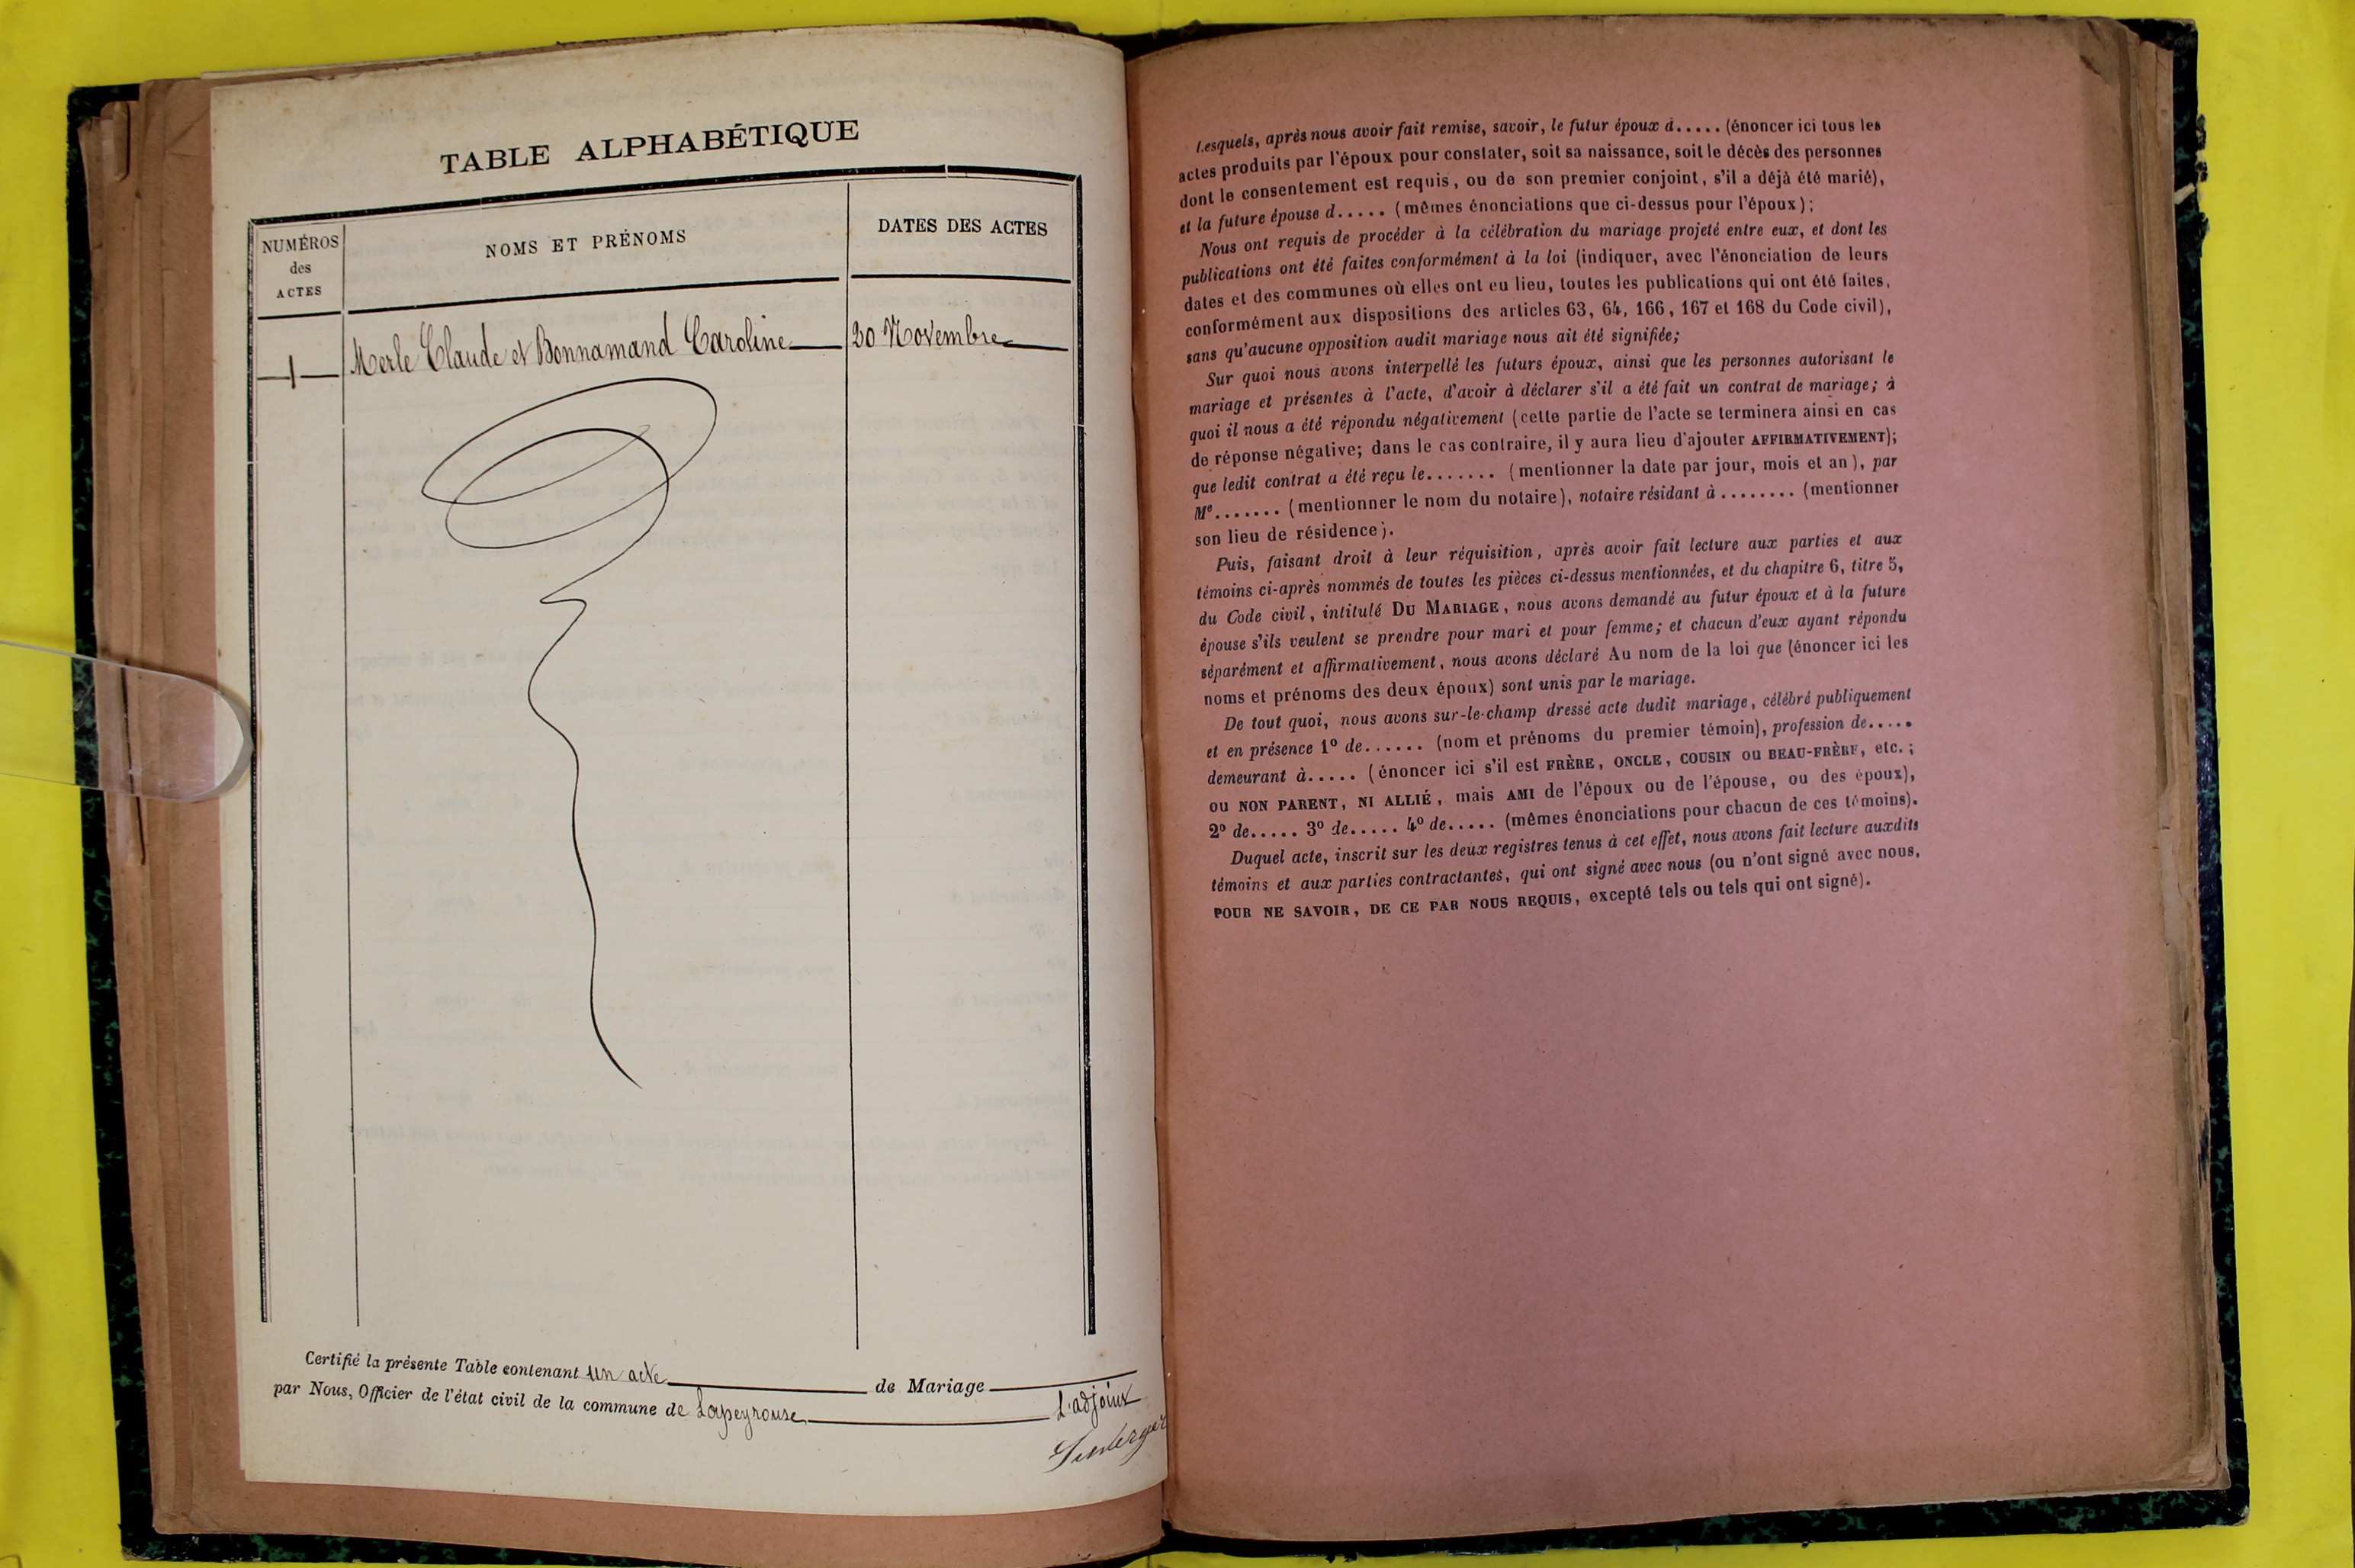 TABLE ALPHABÉTIQUE
NUMÉROS
des
ACTES
NOMS ET PRÉNOMS
DATES DES ACTES
1
Merle Claude et Bonnamand Caroline
20 Novembre
Certifié la présente Table contenant un acte de Mariage
par Nous, Officier de l'état civil de la commune de Lapeyrouse
L'adjoint
Lesquels, après nous avoir fait remise, savoir, le futur époux d..... (énoncer ici tous les
actes produits par l'époux pour constater, soit sa naissance, soit le décès des personnes
dont le consentement est requis, ou de son premier conjoint, s'il a déjà été marié),
et la future épouse d..... (mêmes énonciations que ci-dessus pour l'époux);
Nous ont requis de procéder à la célébration du mariage projeté entre eux, et dont les
publications ont été faites conformément à la loi (indiquer, avec l'énonciation de leurs
dates et des communes où elles ont eu lieu, toutes les publications qui ont été faites,
conformément aux dispositions des articles 63, 64, 166, 167 et 168 du Code civil),
sans qu'aucune opposition audit mariage nous ait été signifiée;
Sur quoi nous avons interpellé les futurs époux, ainsi que les personnes autorisant le
mariage et présentes à l'acte, d'avoir à déclarer s'il a été fait un contrat de mariage; à
quoi il nous a été répondu négativement (cette partie de l'acte se terminera ainsi en cas
de réponse négative; dans le cas contraire, il y aura lieu d'ajouter AFFIRMATIVEMENT);
que ledit contrat a été reçu le....... (mentionner la date par jour, mois et an), par
Me....... (mentionner le nom du notaire), notaire résidant à ........ (mentionner
son lieu de résidence).
Puis, faisant droit à leur réquisition, après avoir fait lecture aux parties et aux
témoins ci-après nommés de toutes les pièces ci-dessus mentionnées, et du chapitre 6, titre 5,
du Code civil, intitulé DU MARIAGE, nous avons demandé au futur époux et à la future
épouse s'ils veulent se prendre pour mari et pour femme; et chacun d'eux ayant répondu
séparément et affirmativement, nous avons déclaré Au nom de la loi que (énoncer ici les
noms et prénoms des deux époux) sont unis par le mariage.
De tout quoi, nous avons sur-le-champ dressé acte dudit mariage, célébré publiquement
et en présence 1º de...... (nom et prénoms du premier témoin), profession de.....
demeurant à..... (énoncer ici s'il est FRÈRE, ONCLE, COUSIN ou BEAU-FRÈRE, etc.;
ou NON PARENT, NI ALLIÉ, mais AMI de l'époux ou de l'épouse, ou des époux),
2º de..... 3º de..... 4º de..... (mêmes énonciations pour chacun de ces témoins).
Duquel acte, inscrit sur les deux registres tenus à cet effet, nous avons fait lecture auxdits
témoins et aux parties contractantes, qui ont signé avec nous (ou n'ont signé avec nous,
POUR NE SAVOIR, DE CE PAR NOUS REQUIS, excepté tels ou tels qui ont signé).